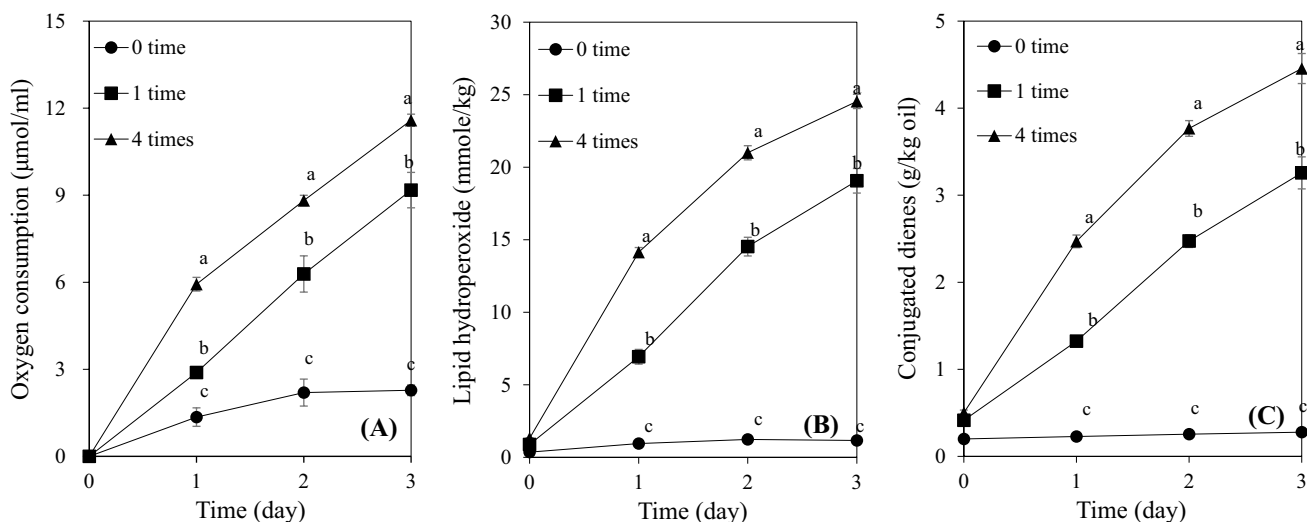 Oxygen consumption (μmol/ml)
15
12
9
6
3
0
0 time
1 time
4 times
a
a
a
b
b
b
c
c
c
(A)
0
1
2
3
Time (day)
Lipid hydroperoxide (mmole/kg)
30
25
20
15
10
5
0
0 time
1 time
4 times
a
a
a
b
b
b
c
c
c
(B)
0
1
2
3
Time (day)
Conjugated dienes (g/kg oil)
5
4
3
2
1
0
0 time
1 time
4 times
a
a
a
b
b
b
c
c
c
(C)
0
1
2
3
Time (day)